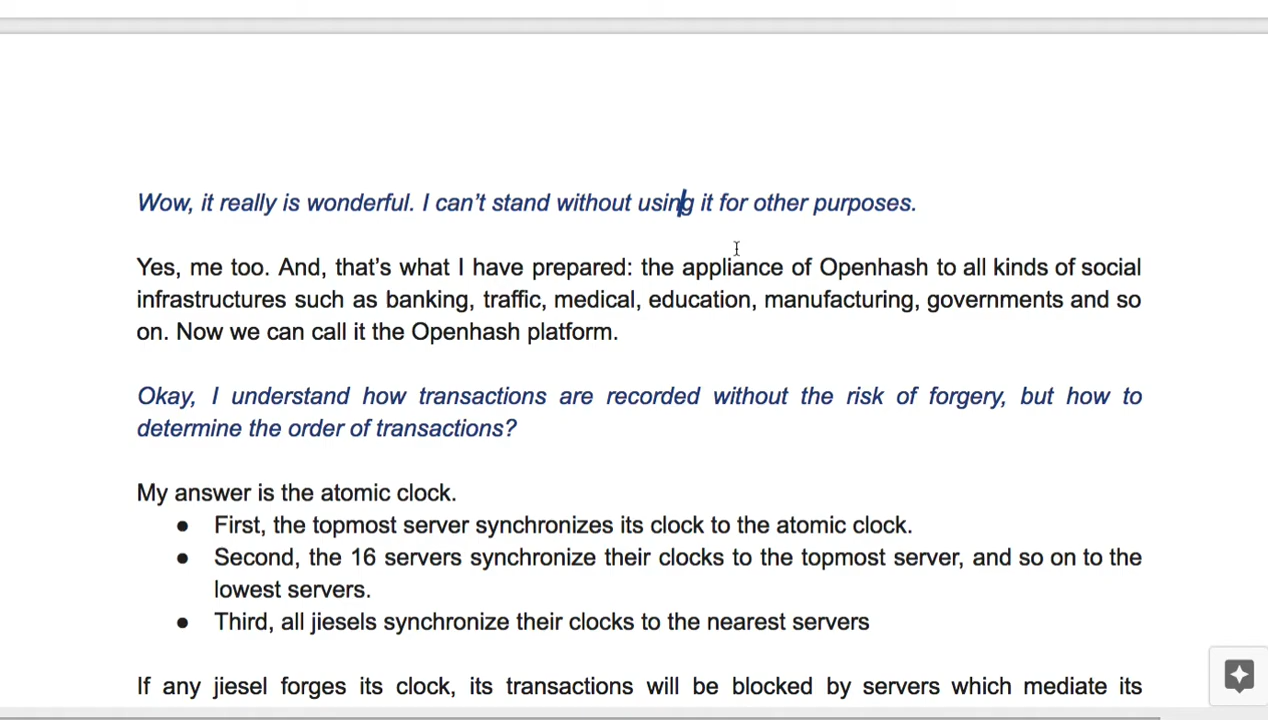 Wow, it really is wonderful. I can't stand without using it for other purposes.
Yes, me too. And, that's what I have prepared: the appliance of Openhash to all kinds of social
infrastructures such as banking, traffic, medical, education, manufacturing, governments and so
on. Now we can call it the Openhash platform.
Okay, I understand how transactions are recorded without the risk of forgery, but how to
determine the order of transactions?
My answer is the atomic clock.
● First, the topmost server synchronizes its clock to the atomic clock.
● Second, the 16 servers synchronize their clocks to the topmost server, and so on to the
lowest servers.
● Third, all jiesels synchronize their clocks to the nearest servers
If any jiesel forges its clock, its transactions will be blocked by servers which mediate its